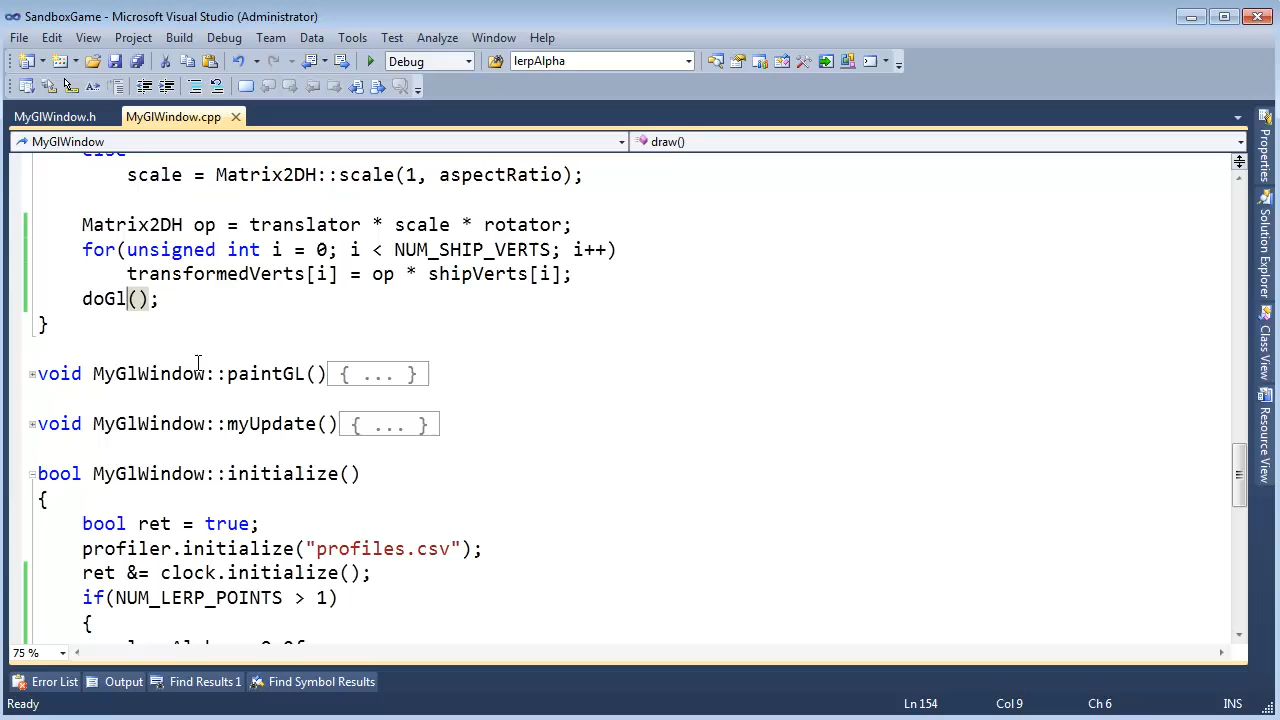 SandboxGame - Microsoft Visual Studio (Administrator)
File Edit View Project Build Debug Team Data Tools Test Analyze Window Help
Debug lerpAlpha
MyGlWindow.h MyGlWindow.cpp
MyGlWindow draw()
else
scale = Matrix2DH::scale(1, aspectRatio);
Matrix2DH op = translator * scale * rotator;
for(unsigned int i = 0; i < NUM_SHIP_VERTS; i++)
transformedVerts[i] = op * shipVerts[i];
doGl();
}
void MyGlWindow::paintGL(){ ... }
void MyGlWindow::myUpdate(){ ... }
bool MyGlWindow::initialize()
{
bool ret = true;
profiler.initialize("profiles.csv");
ret &= clock.initialize();
if(NUM_LERP_POINTS > 1)
{
75 %
Error List Output Find Results 1 Find Symbol Results
Ready Ln 154 Col 9 Ch 6 INS
Properties
Solution Explorer
Class View
Resource View